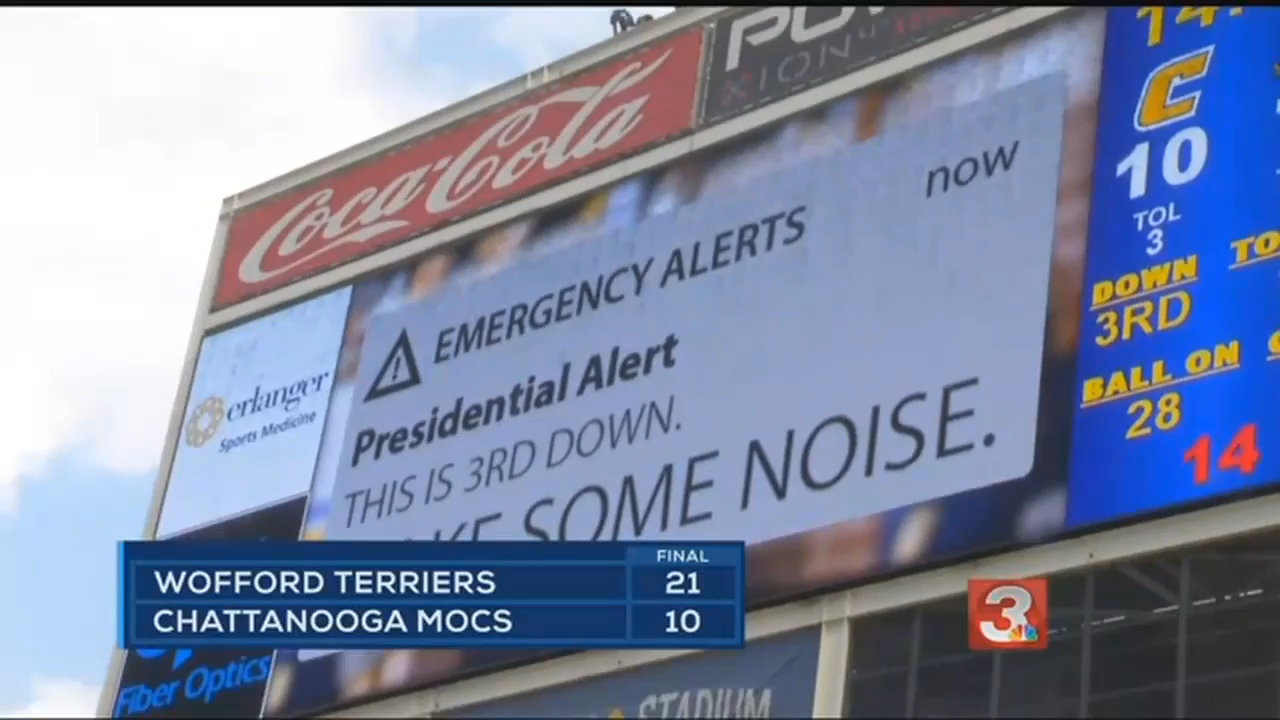 Coca-Cola
14
C
10
TOL
3
DOWN
3RD
BALL ON
28
14
now
EMERGENCY ALERTS
Presidential Alert
THIS IS 3RD DOWN.
SOME NOISE.
erlanger
Sports Medicine
FINAL
WOFFORD TERRIERS 21
CHATTANOOGA MOCS 10
3
Fiber Optics
STADIUM